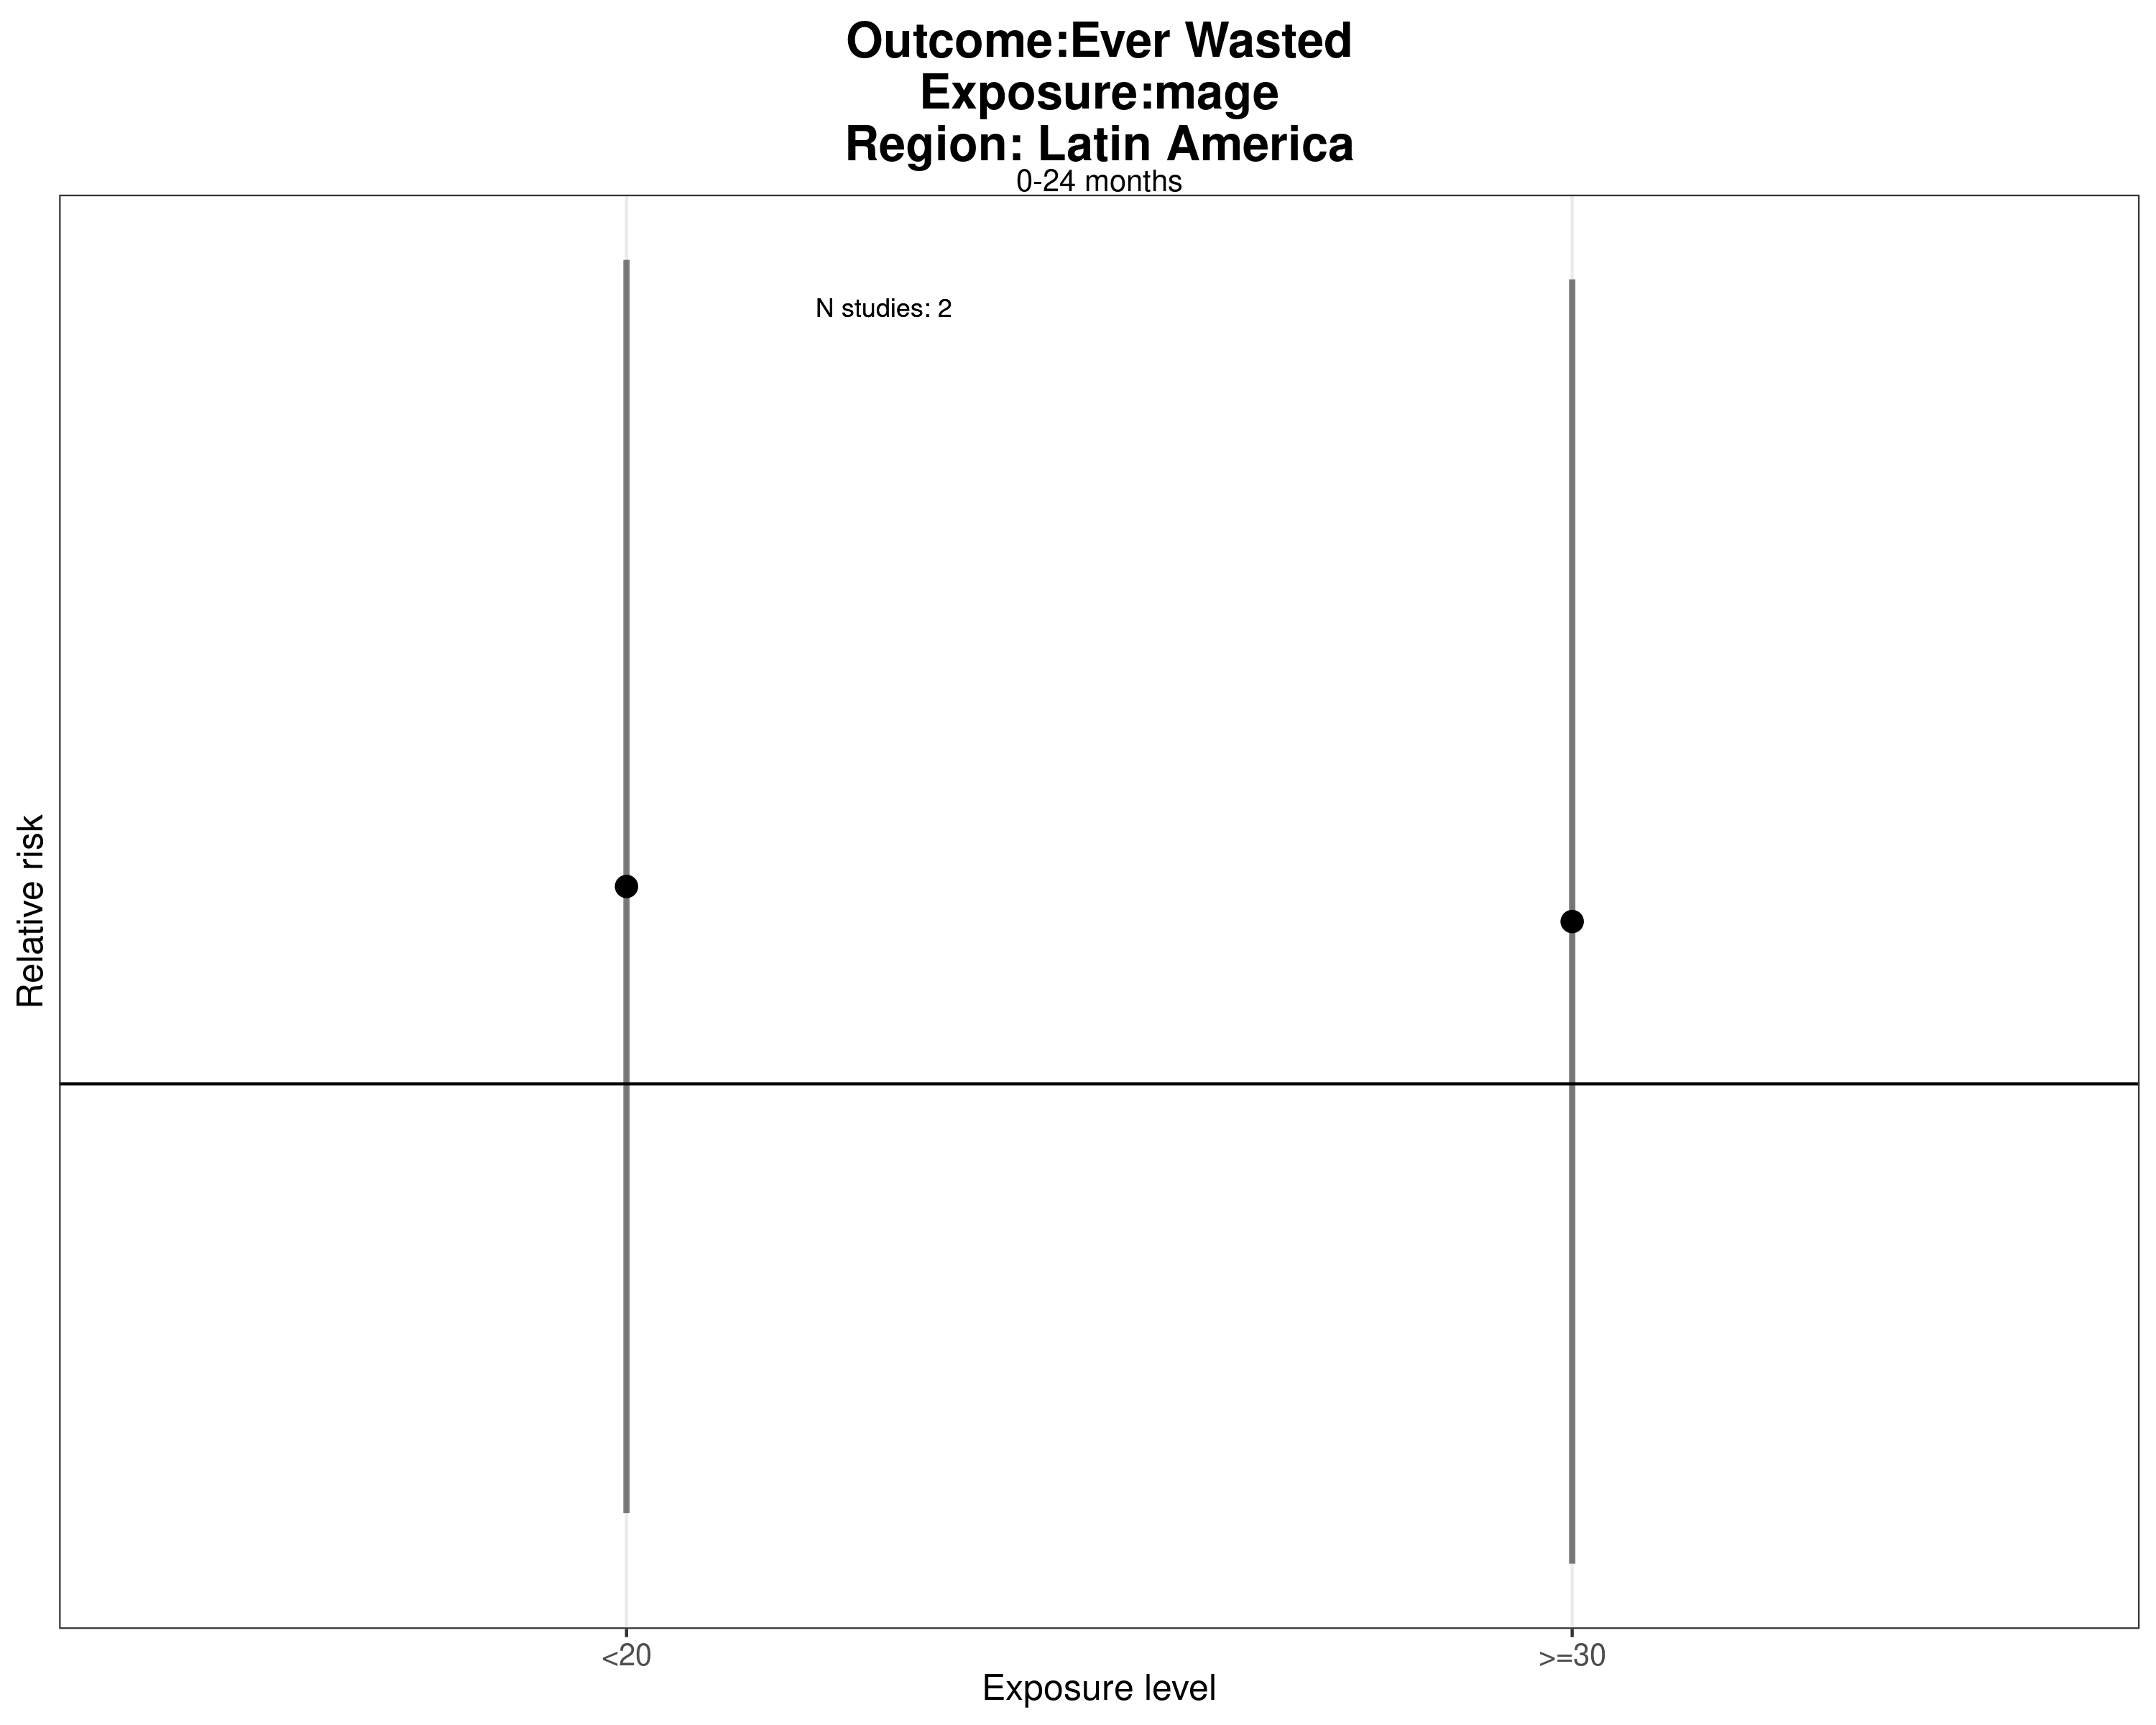 Outcome:Ever Wasted
Exposure:mage
Region: Latin America
0-24 months
N studies: 2
Relative risk
<20
>=30
Exposure level